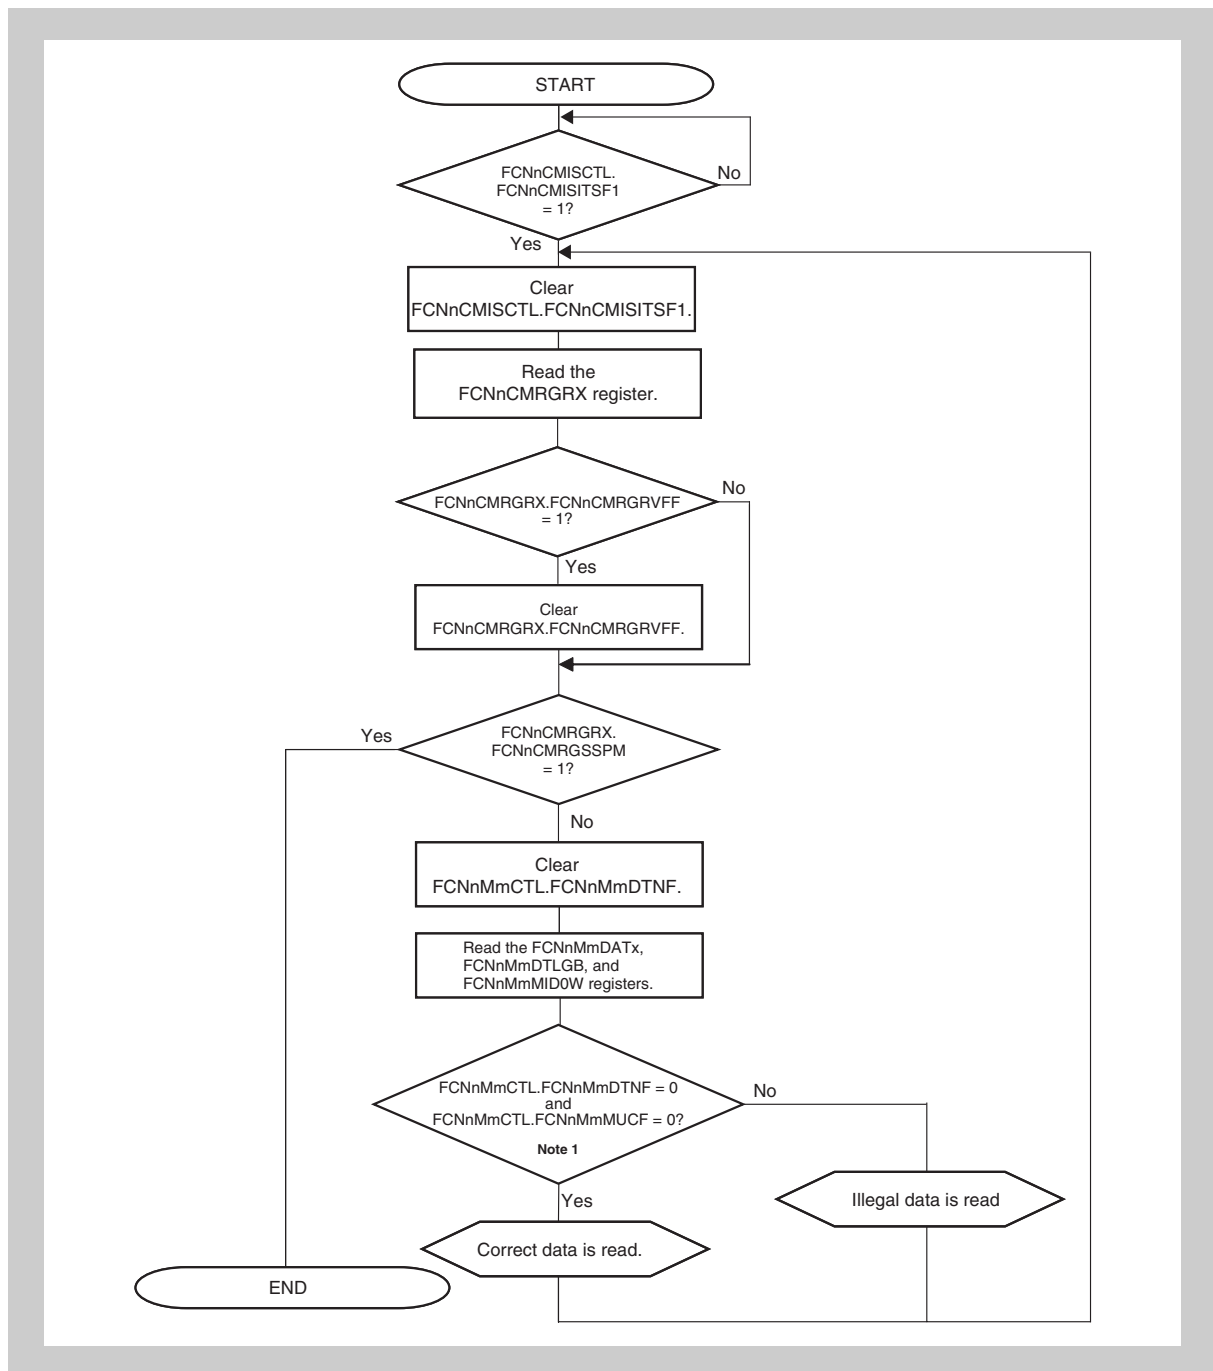 START
FCNnCMISCTL.
FCNnCMISITSF1
= 1?
No
Yes
Clear
FCNnCMISCTL.FCNnCMISITSF1.
Read the
FCNnCMRGRX register.
No
FCNnCMRGRX.FCNnCMRGRVFF
= 1?
Yes
Clear
FCNnCMRGRX.FCNnCMRGRVFF.
Yes
FCNnCMRGRX.
FCNnCMRGSSPM
= 1?
No
Clear
FCNnMmCTL.FCNnMmDTNF.
Read the FCNnMmDATx,
FCNnMmDTLGB, and
FCNnMmMID0W registers.
FCNnMmCTL.FCNnMmDTNF = 0
and
FCNnMmCTL.FCNnMmMUCF = 0?
Note 1
No
Yes
Illegal data is read
Correct data is read.
END